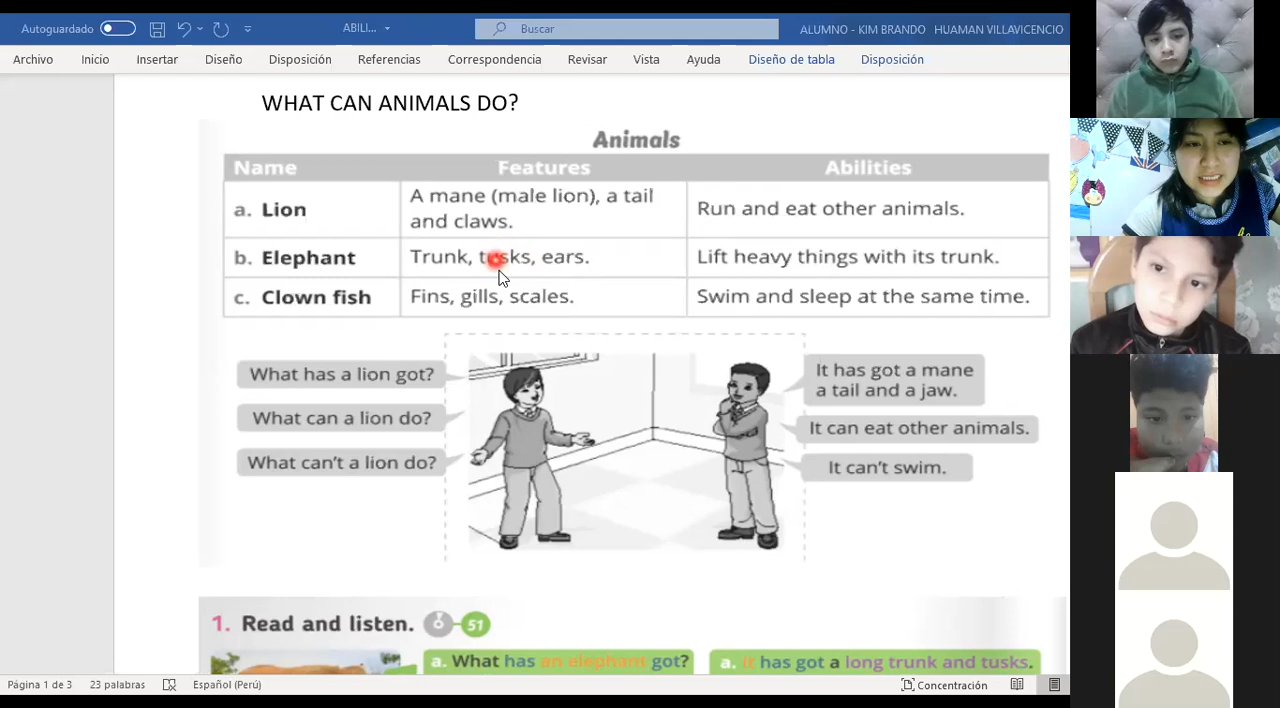 Autoguardado
ABILI...
Buscar
ALUMNO - KIM BRANDO HUAMAN VILLAVICENCIO
Archivo Inicio Insertar Diseño Disposición Referencias Correspondencia Revisar Vista Ayuda Diseño de tabla Disposición
WHAT CAN ANIMALS DO?
Animals
Name Features Abilities
a. Lion
A mane (male lion), a tail
and claws.
Run and eat other animals.
b. Elephant Trunk, tusks, ears. Lift heavy things with its trunk.
c. Clown fish Fins, gills, scales. Swim and sleep at the same time.
What has a lion got?
It has got a mane
a tail and a jaw.
What can a lion do?
It can eat other animals.
What can't a lion do?
It can't swim.
1. Read and listen. 51
a. What has an elephant got?
a. It has got a long trunk and tusks.
Página 1 de 3 23 palabras Español (Perú) Concentración